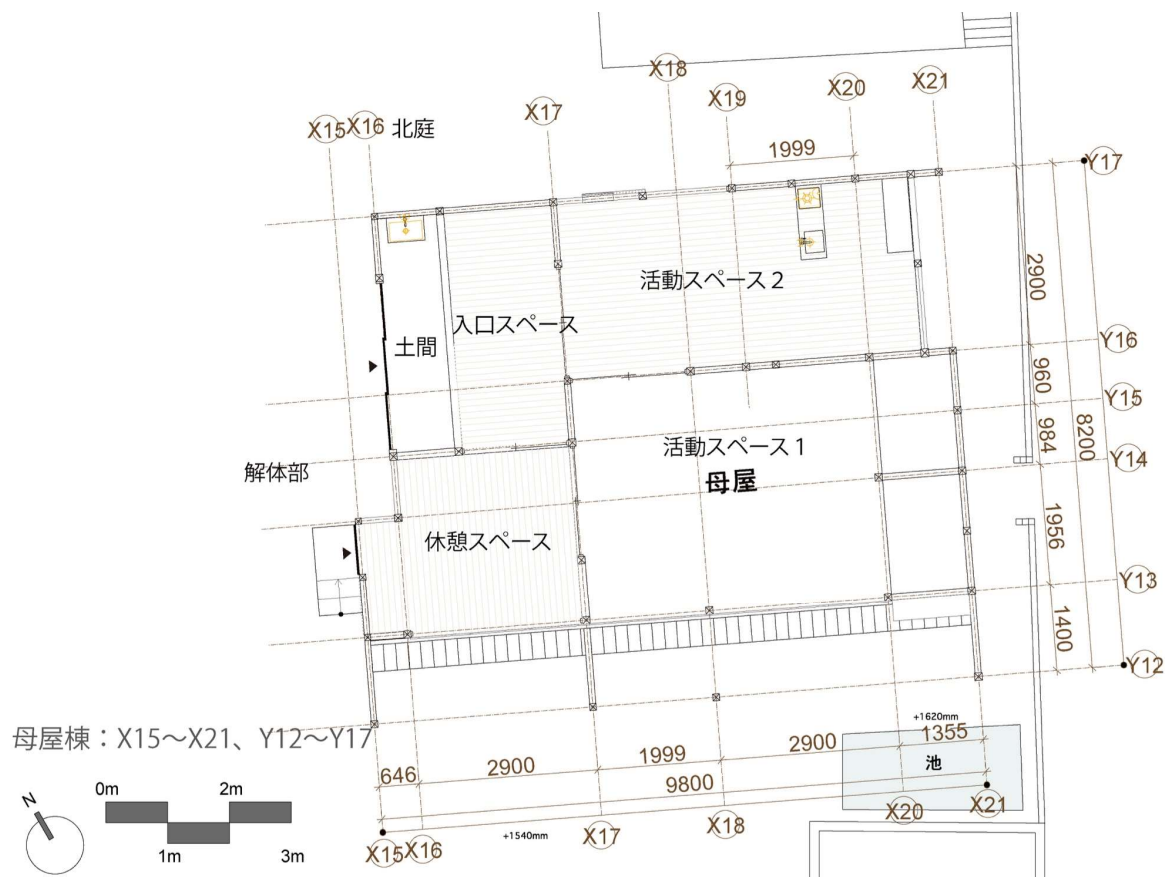 X15
X16
北庭
X17
X18
X19
X20
X21
1999
Y17
2900
活動スペース2
入口スペース
土間
Y16
960
Y15
984
8200
活動スペース1
母屋
Y14
解体部
1956
休憩スペース
Y13
1400
Y12
母屋棟：X15～X21、Y12～Y17
+1620mm
1355
池
646
2900
1999
2900
9800
+1540mm
X15
X16
X17
X18
X20
X21
N
0m
2m
1m
3m